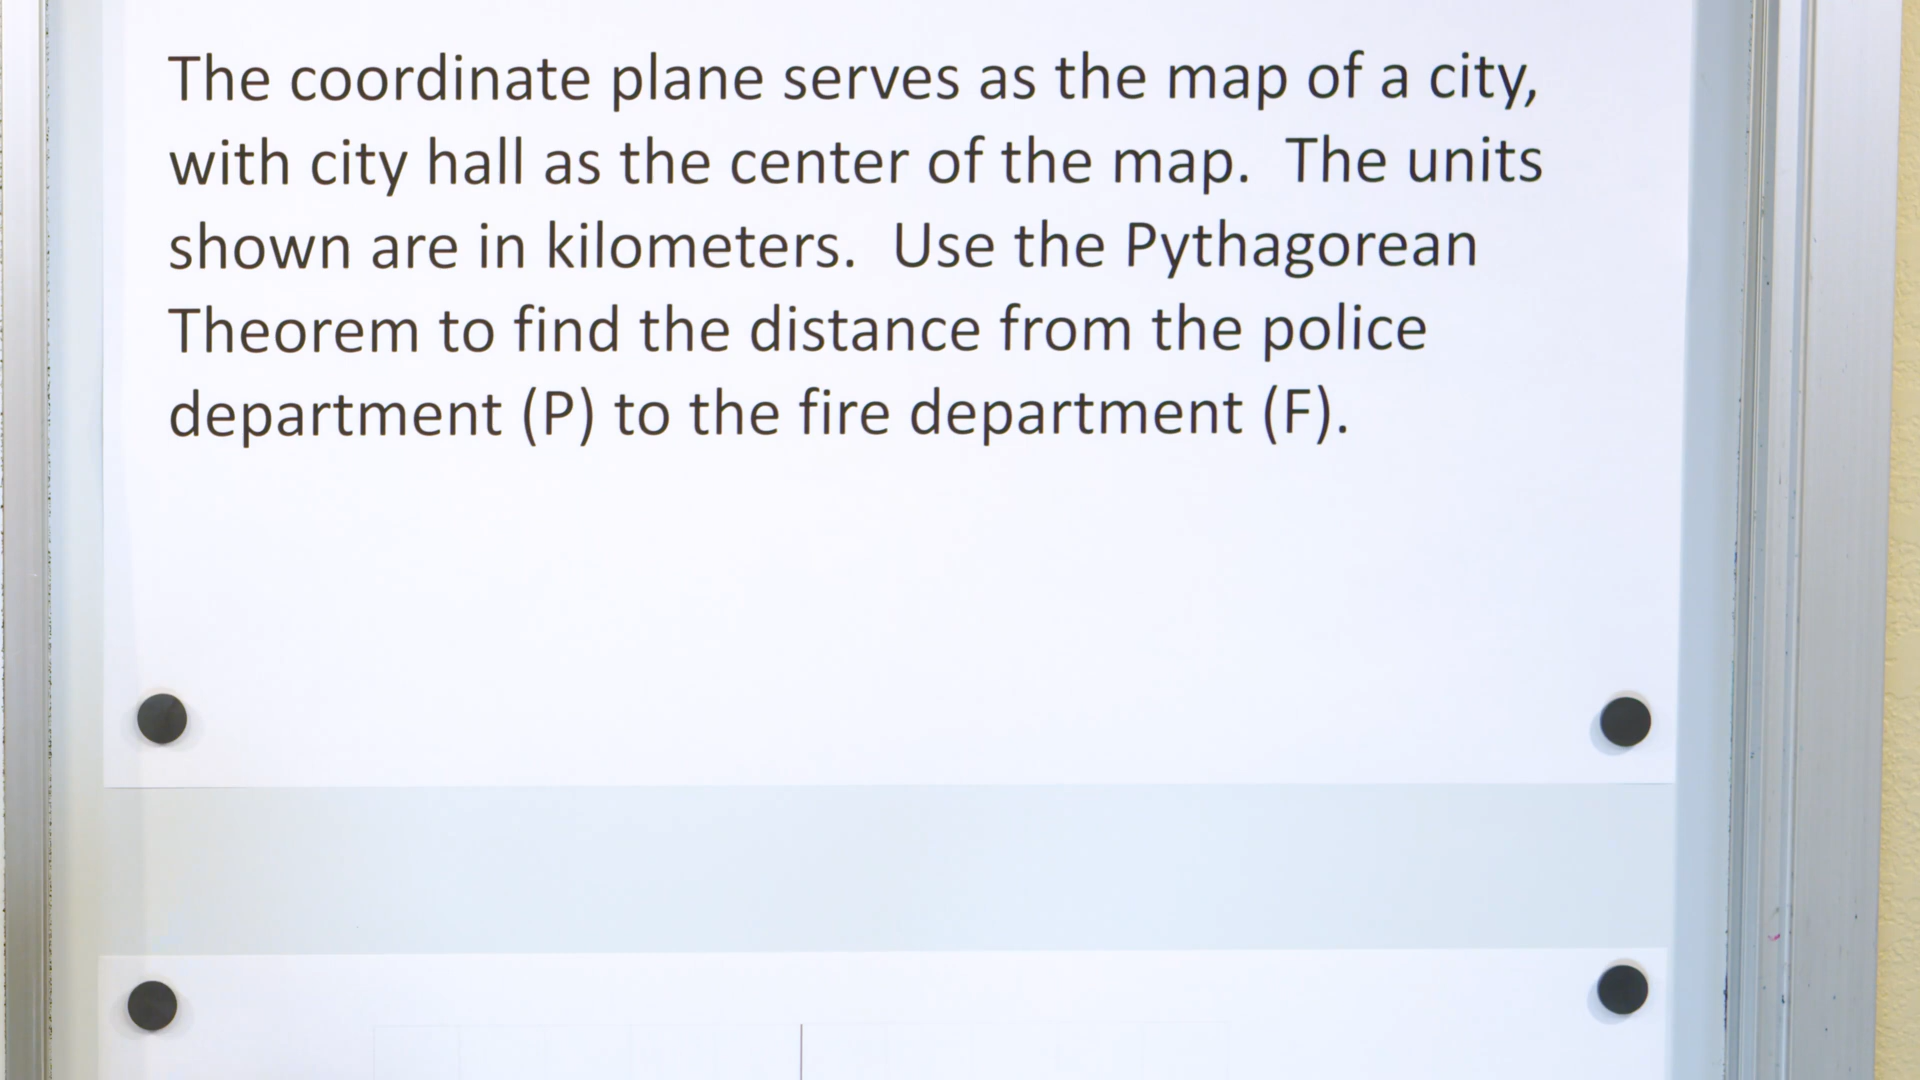 The coordinate plane serves as the map of a city,
with city hall as the center of the map.  The units
shown are in kilometers.  Use the Pythagorean
Theorem to find the distance from the police
department (P) to the fire department (F).